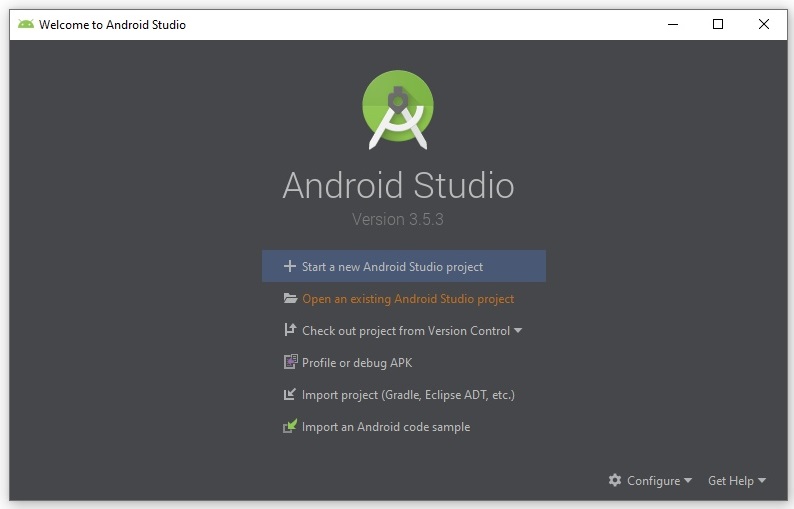 Welcome to Android Studio
Android Studio
Version 3.5.3
Start a new Android Studio project
Open an existing Android Studio project
Check out project from Version Control
Profile or debug APK
Import project (Gradle, Eclipse ADT, etc.)
Import an Android code sample
Configure Get Help